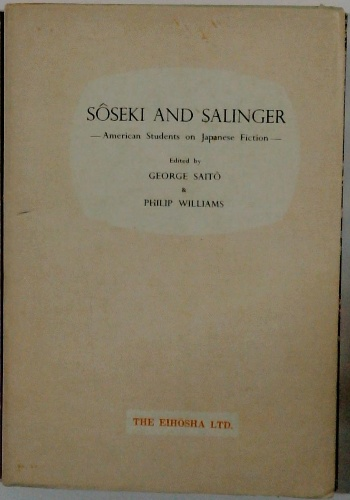 SÔSEKI AND SALINGER
—American Students on Japanese Fiction—
Edited by
GEORGE SAITÔ
&
PHILIP WILLIAMS
THE EIHOSHA LTD.